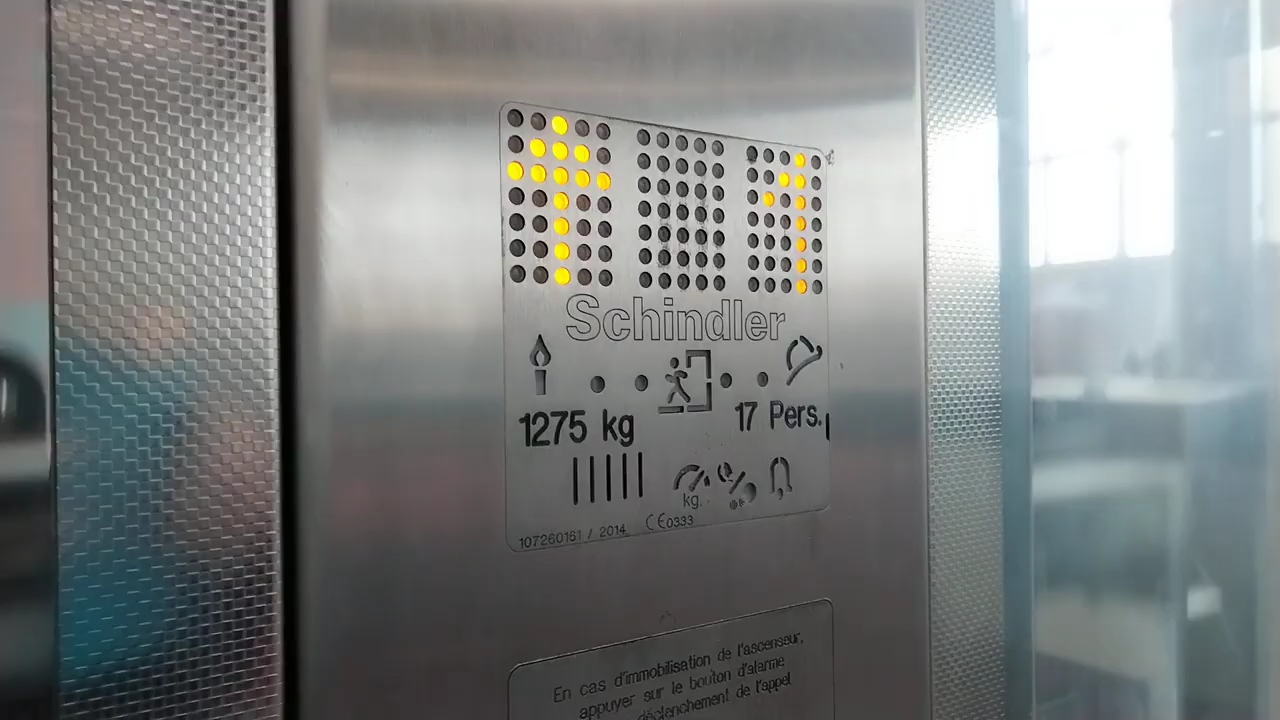 1
Schindler
1275 kg 17 Pers.
kg.
107260161 / 2014 CE0333
En cas d'immobilisation de l'ascenseur,
appuyer sur le bouton d'alarme
déclenchement de l'appel